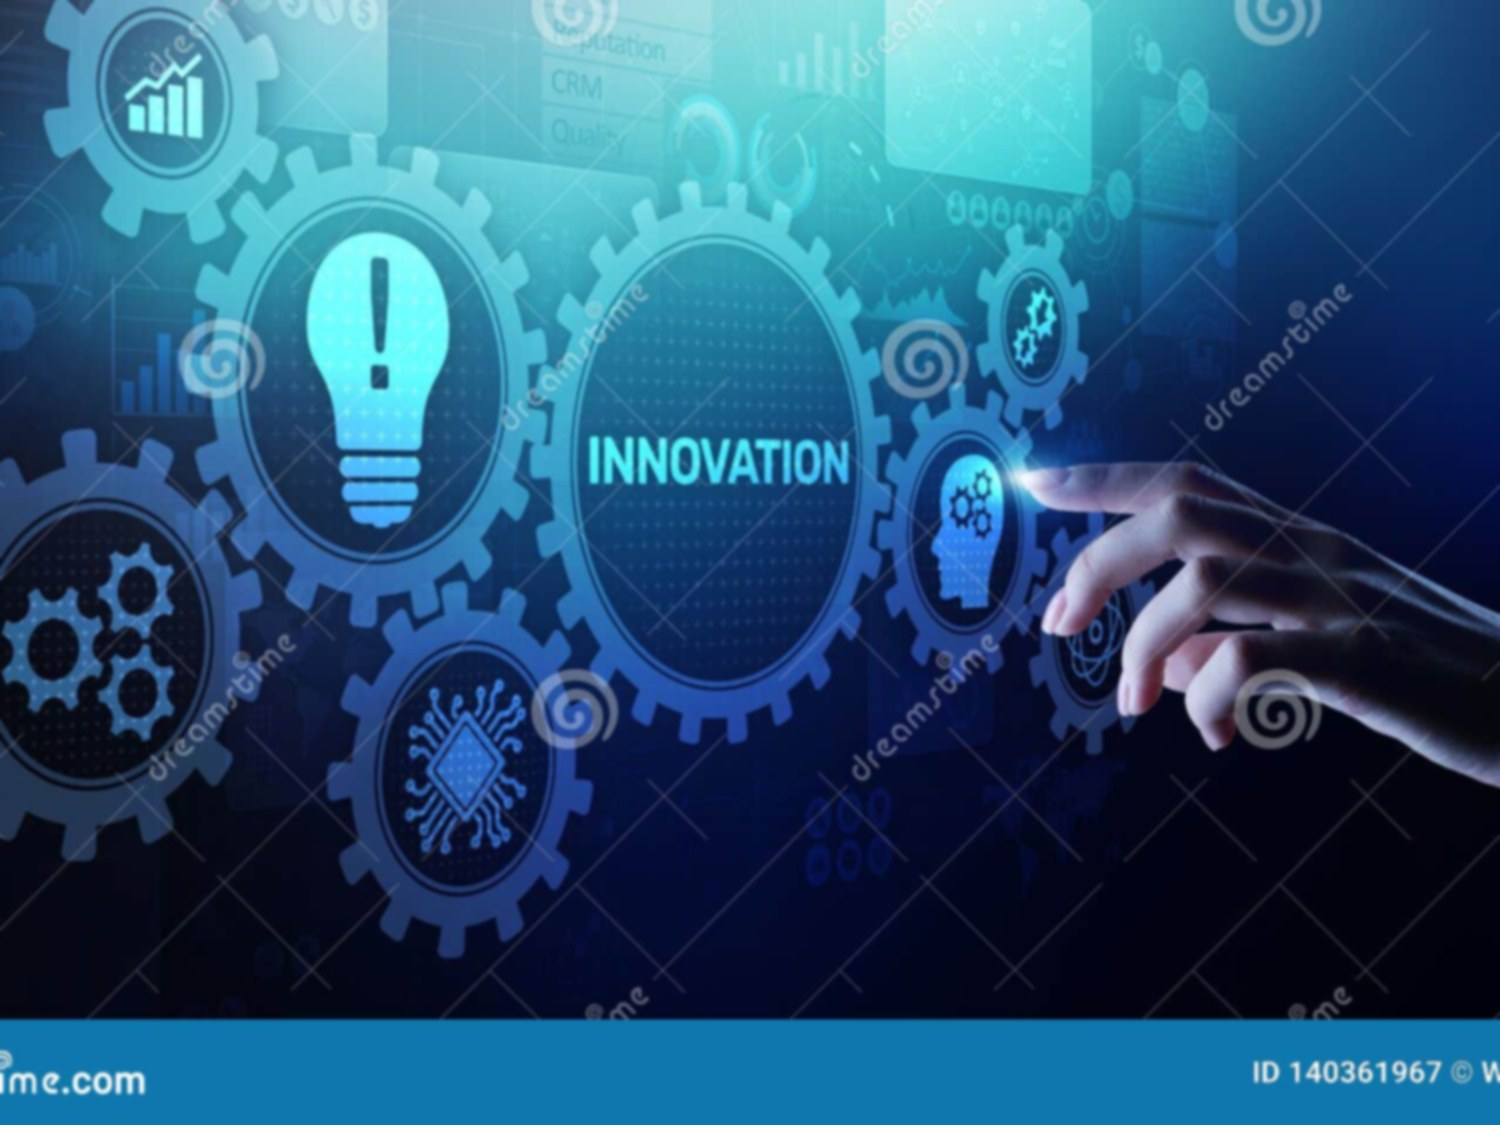 Reputation
CRM
Quality
INNOVATION
dreamstime
dreamstime
dreamstime
dreamstime
ime.com
ID 140361967 © W